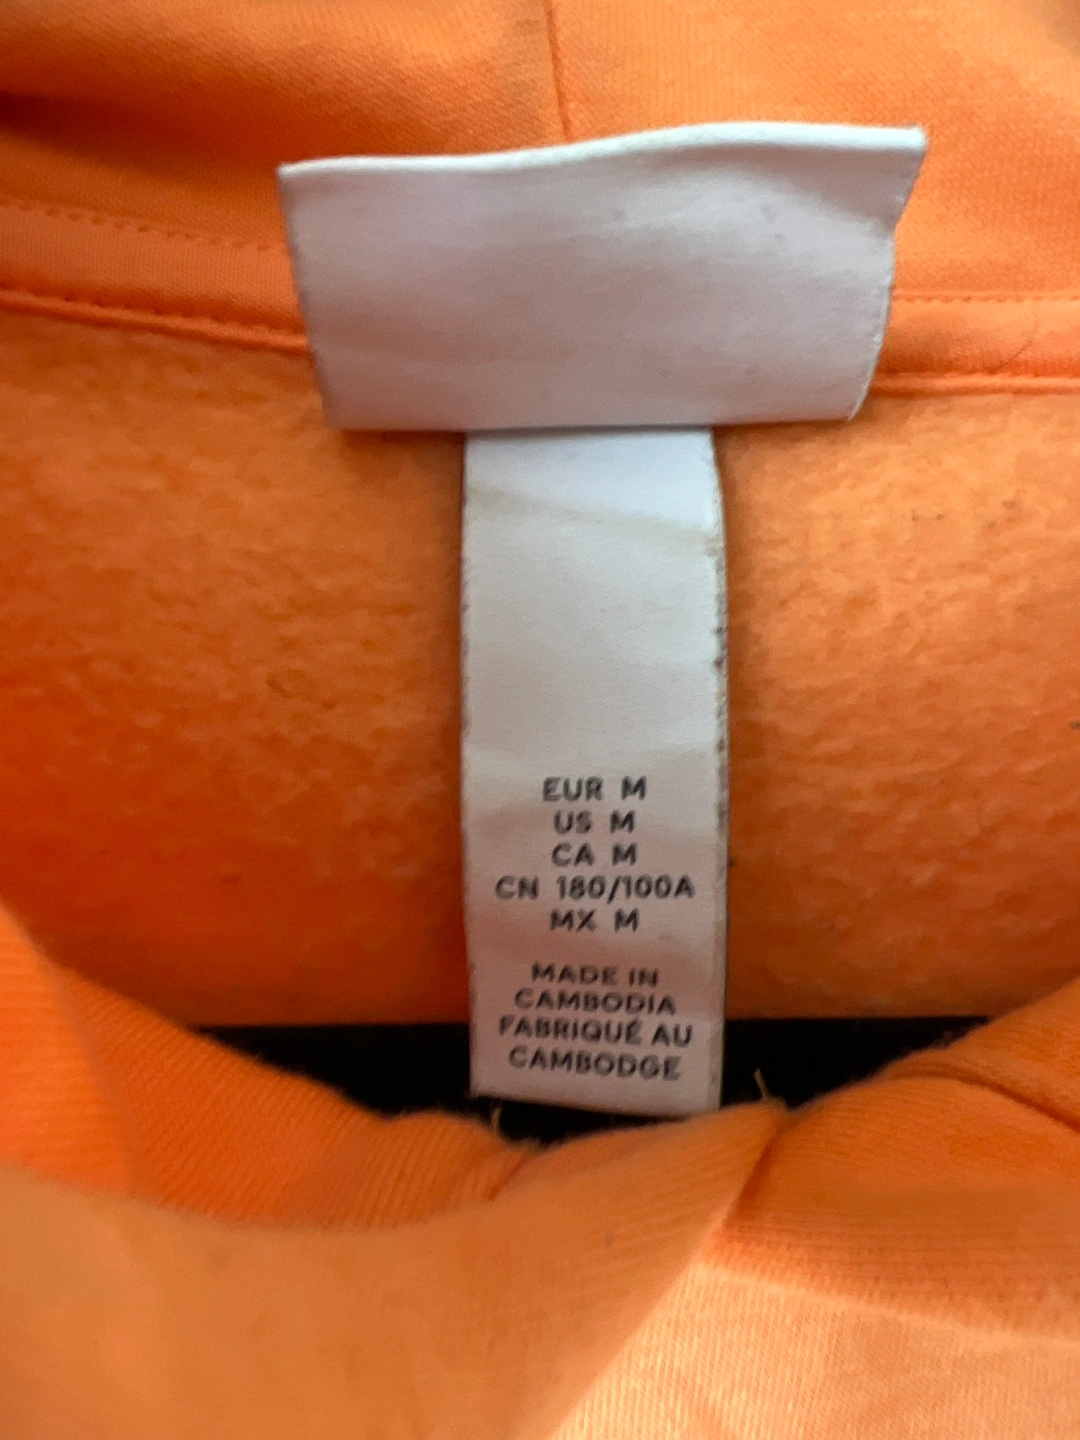 EUR M
US M
CA M
CN 180/100A
MX M
MADE IN
CAMBODIA
FABRIQUÉ AU
CAMBODGE